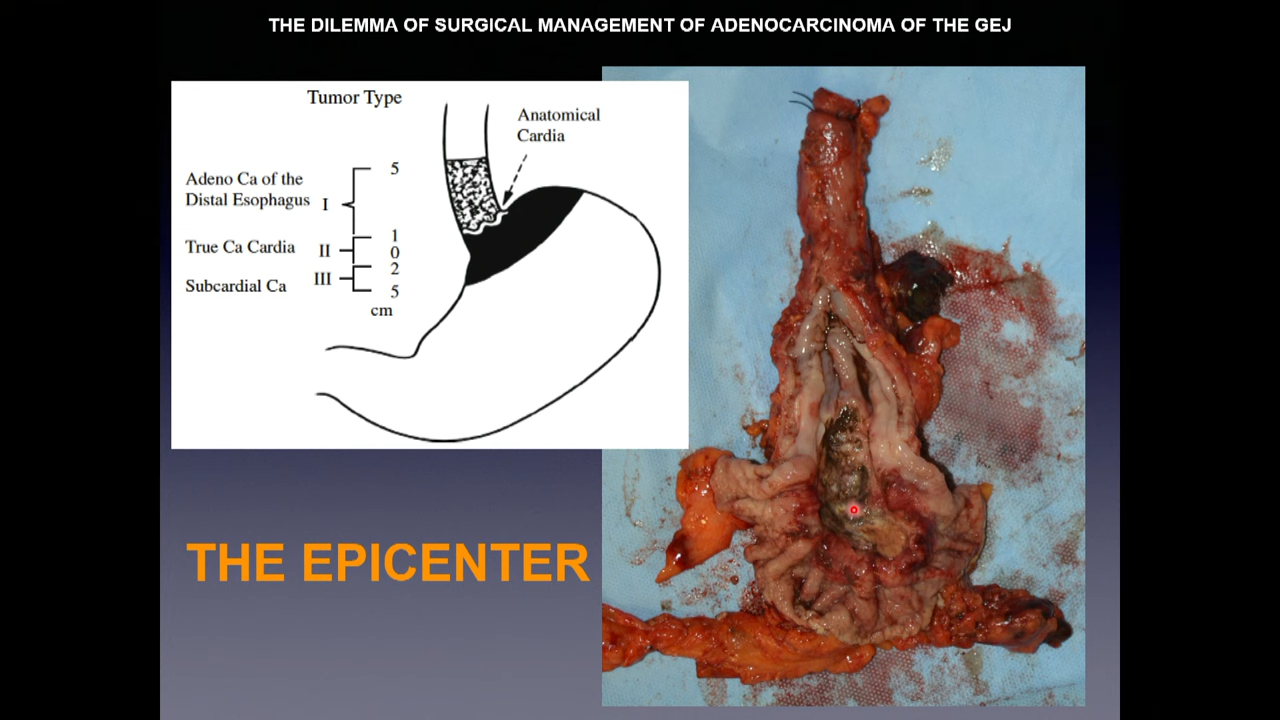 THE DILEMMA OF SURGICAL MANAGEMENT OF ADENOCARCINOMA OF THE GEJ
Tumor Type
Anatomical
Cardia
Adeno Ca of the
Distal Esophagus
I
5
True Ca Cardia
II
1
0
Subcardial Ca
III
2
5
cm
THE EPICENTER